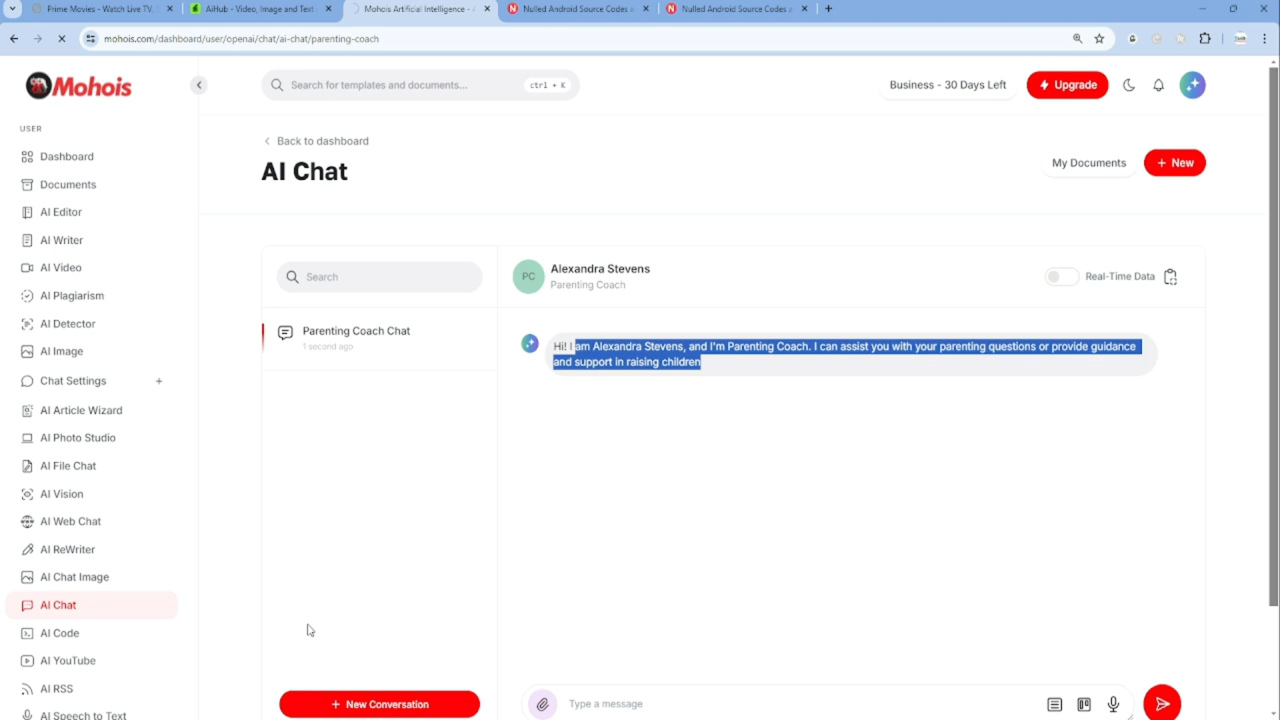 Prime Movies - Watch Live TV,
AiHub - Video, Image and Text
Mohois Artificial Intelligence -
Nulled Android Source Codes
Nulled Android Source Codes
mohois.com/dashboard/user/openai/chat/ai-chat/parenting-coach
Mohois
Search for templates and documents...
ctrl + K
Business - 30 Days Left
Upgrade
USER
Dashboard
Documents
AI Editor
AI Writer
AI Video
AI Plagiarism
AI Detector
AI Image
Chat Settings +
AI Article Wizard
AI Photo Studio
AI File Chat
AI Vision
AI Web Chat
AI ReWriter
AI Chat Image
AI Chat
AI Code
AI YouTube
AI RSS
AI Speech to Text
Back to dashboard
AI Chat
My Documents
+ New
Search
Parenting Coach Chat
1 second ago
+ New Conversation
PC
Alexandra Stevens
Parenting Coach
Real-Time Data
Hi! I am Alexandra Stevens, and I'm Parenting Coach. I can assist you with your parenting questions or provide guidance
and support in raising children
Type a message